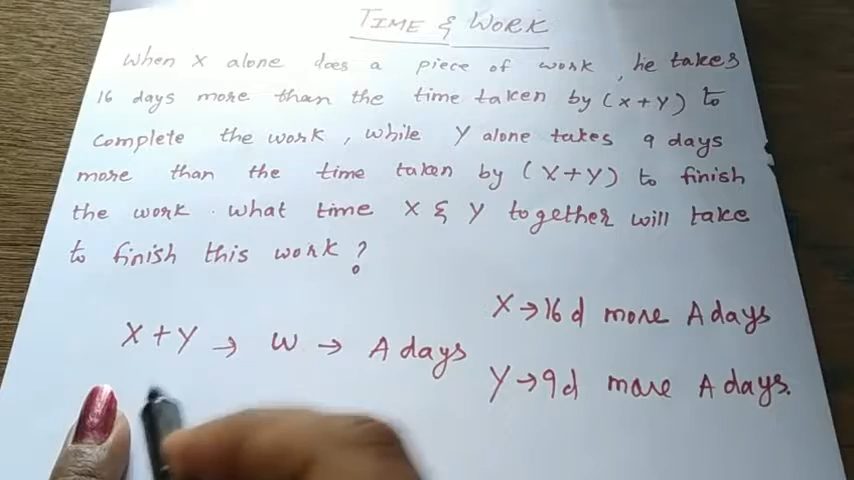 TIME & WORK
When X alone does a piece of work, he takes
16 days more than the time taken by (X+Y) to
complete the work, while Y alone takes 9 days
more than the time taken by (X+Y) to finish
the work. What time X & Y together will take
to finish this work?
X+Y → W → A days
X→16d more A days
Y→9d more A days.